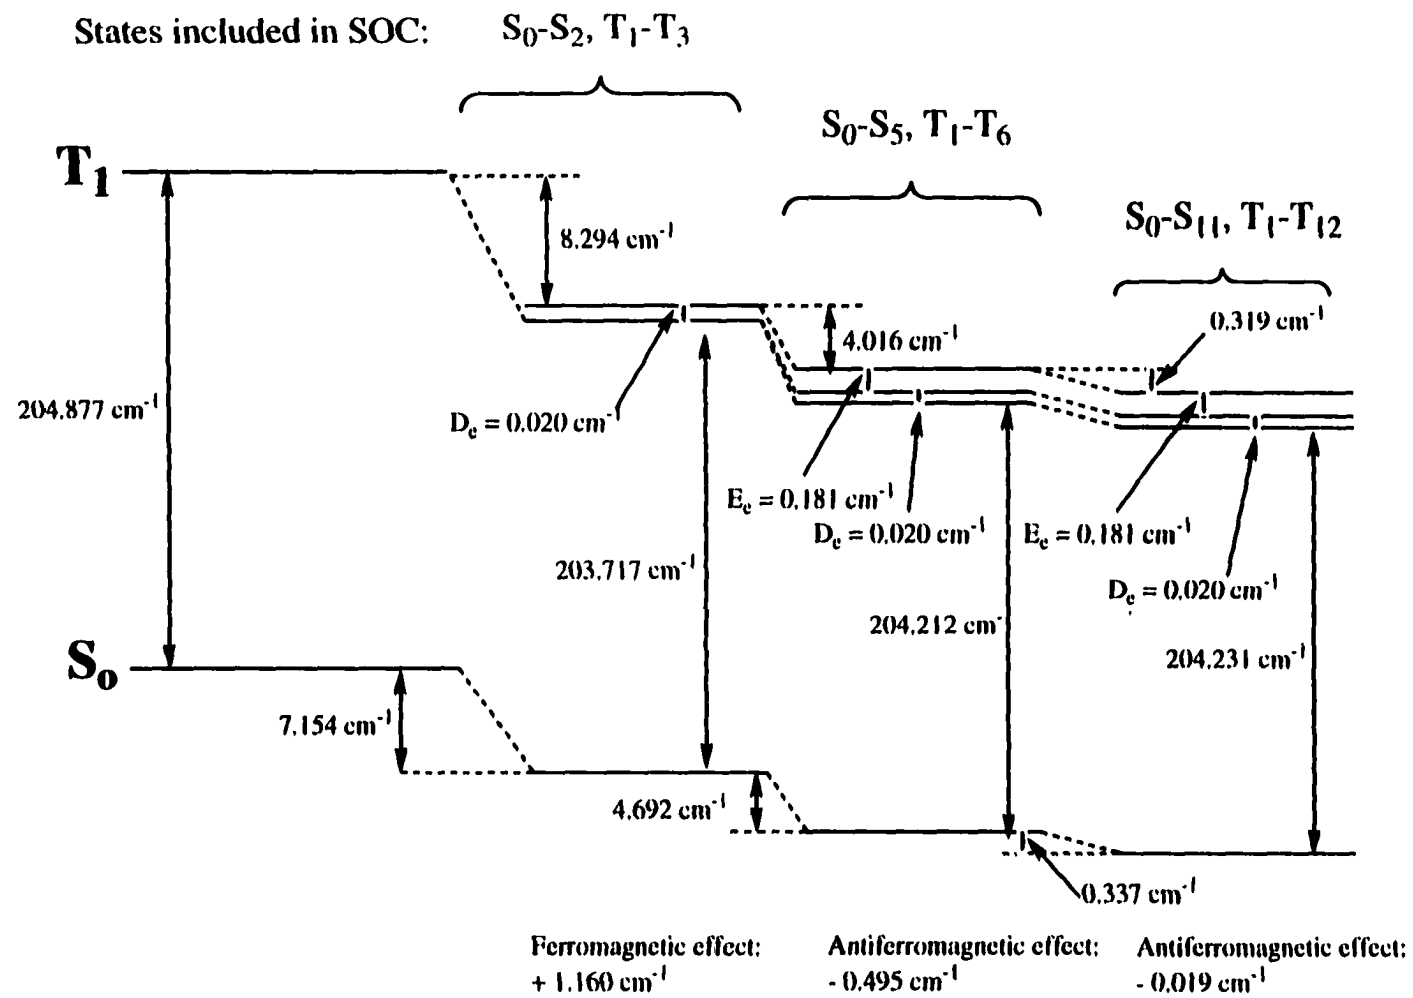 States included in SOC:
S0-S2, T1-T3
S0-S5, T1-T6
S0-S11, T1-T12
T1
8.294 cm-1
0.319 cm-1
4.016 cm-1
204.877 cm-1
De = 0.020 cm-1
Ee = 0.181 cm-1
De = 0.020 cm-1
Ee = 0.181 cm-1
203.717 cm-1
De = 0.020 cm-1
204.212 cm-
204.231 cm-1
So
7.154 cm-1
4.692 cm-1
0.337 cm-1
Ferromagnetic effect:
+ 1.160 cm-1
Antiferromagnetic effect:
- 0.495 cm-1
Antiferromagnetic effect:
- 0.019 cm-1